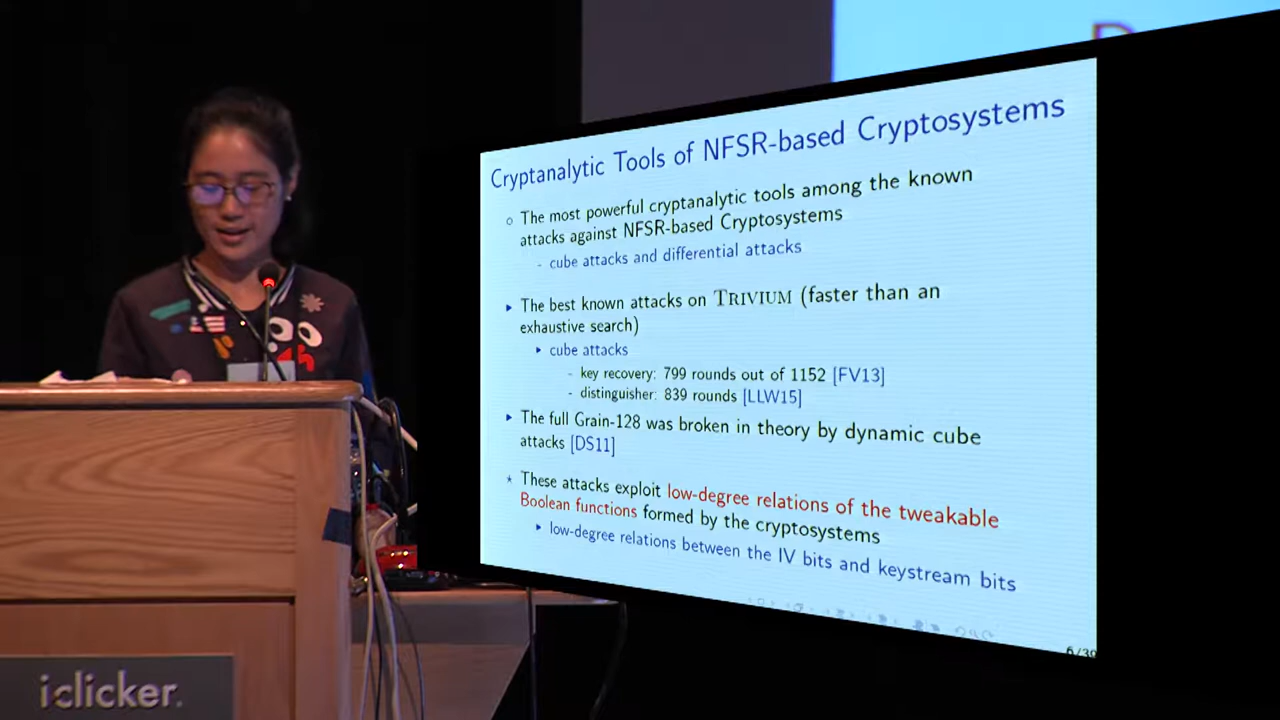 Cryptanalytic Tools of NFSR-based Cryptosystems
The most powerful cryptanalytic tools among the known
attacks against NFSR-based Cryptosystems
- cube attacks and differential attacks
The best known attacks on TRIVIUM (faster than an
exhaustive search)
cube attacks
- key recovery: 799 rounds out of 1152 [FV13]
- distinguisher: 839 rounds [LLW15]
The full Grain-128 was broken in theory by dynamic cube
attacks [DS11]
* These attacks exploit low-degree relations of the tweakable
Boolean functions formed by the cryptosystems
low-degree relations between the IV bits and keystream bits
6/30
iclicker.